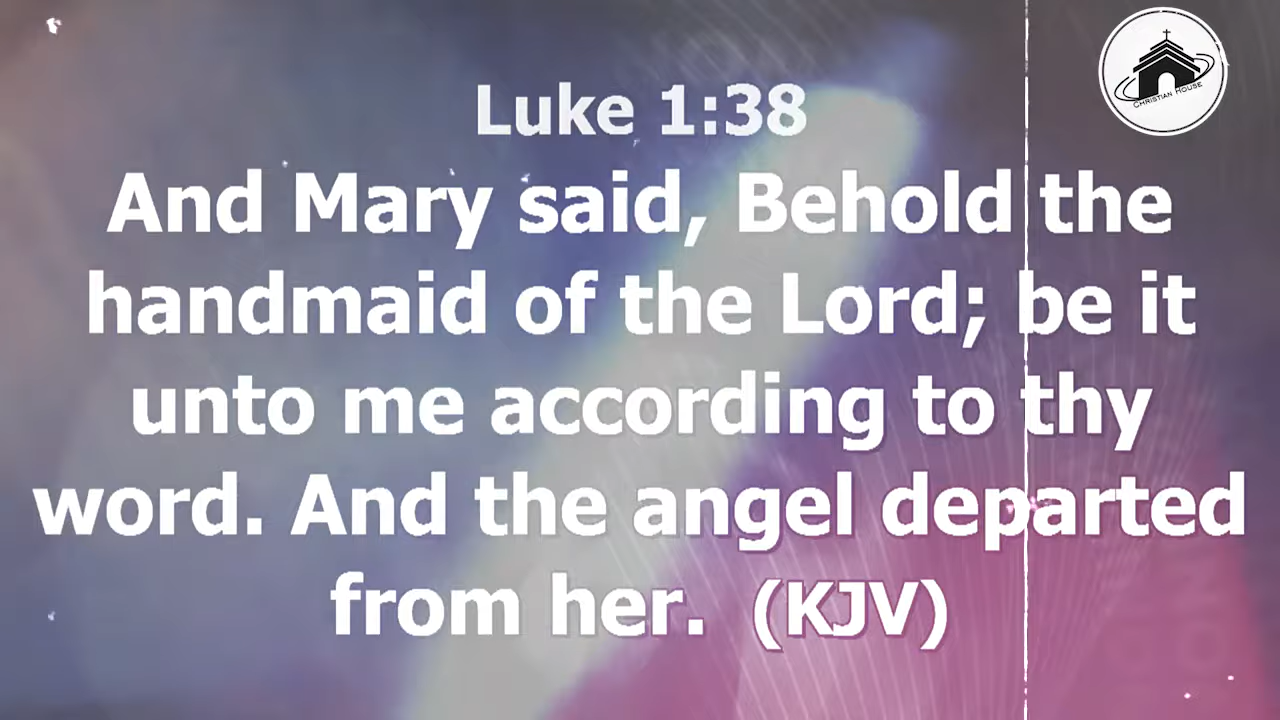 CHRISTIAN HOUSE
Luke 1:38
And Mary said, Behold the
handmaid of the Lord; be it
unto me according to thy
word. And the angel departed
from her. (KJV)